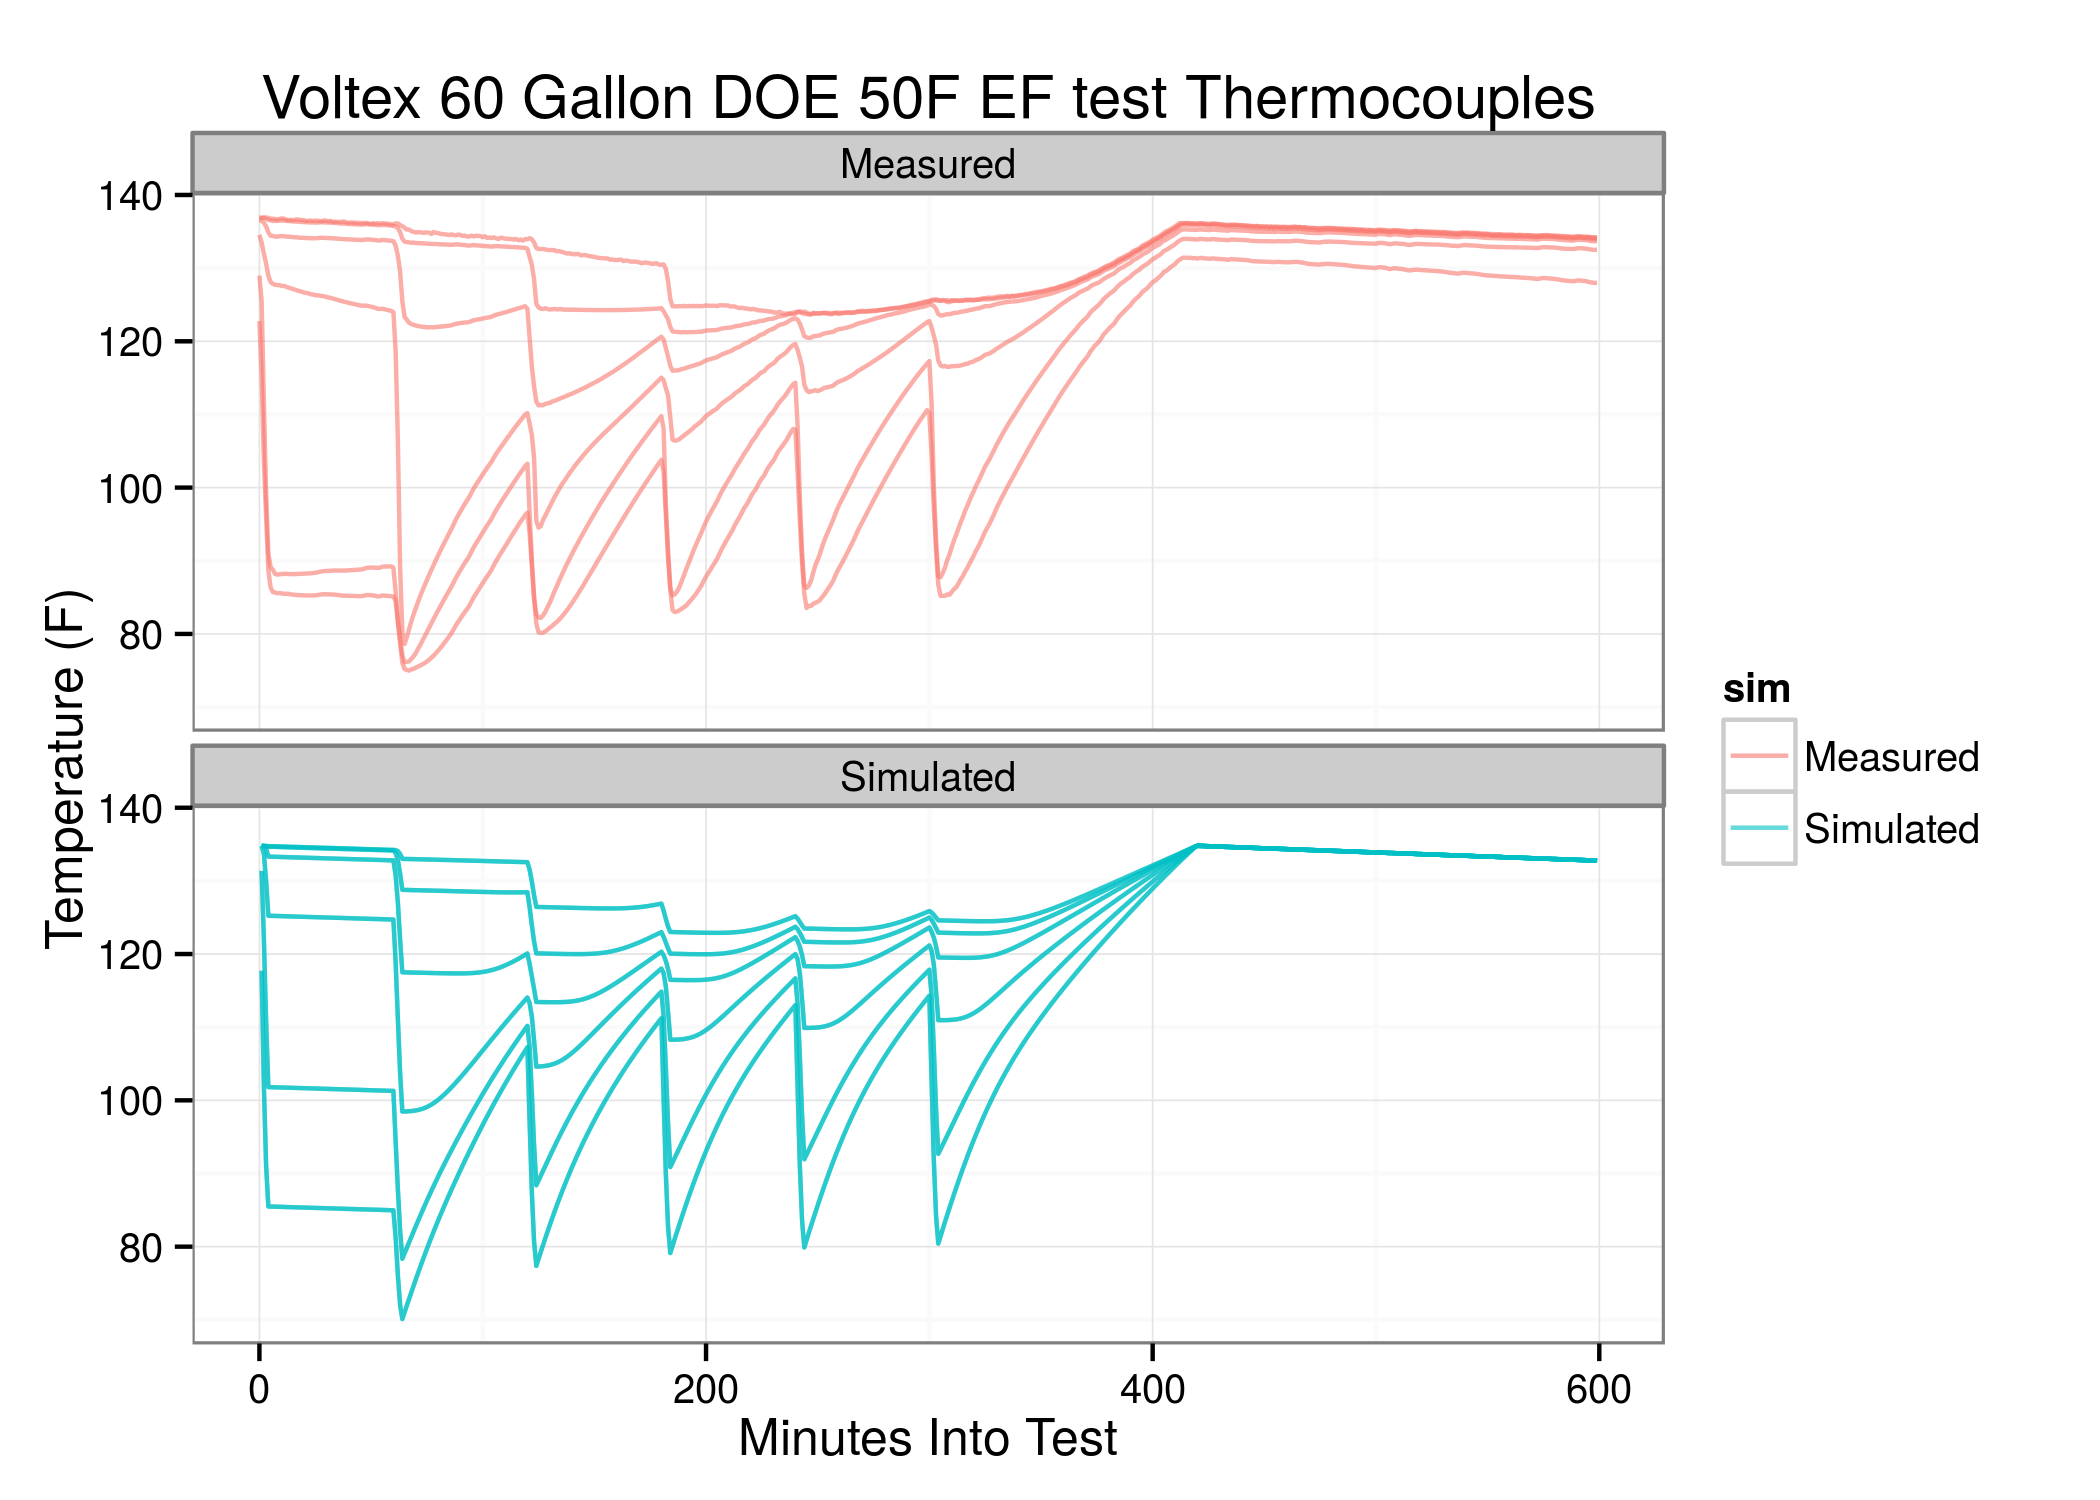 Voltex 60 Gallon DOE 50F EF test Thermocouples
Measured
140
120
100
80
Temperature (F)
Simulated
140
120
100
80
0 200 400 600
Minutes Into Test
sim
Measured
Simulated